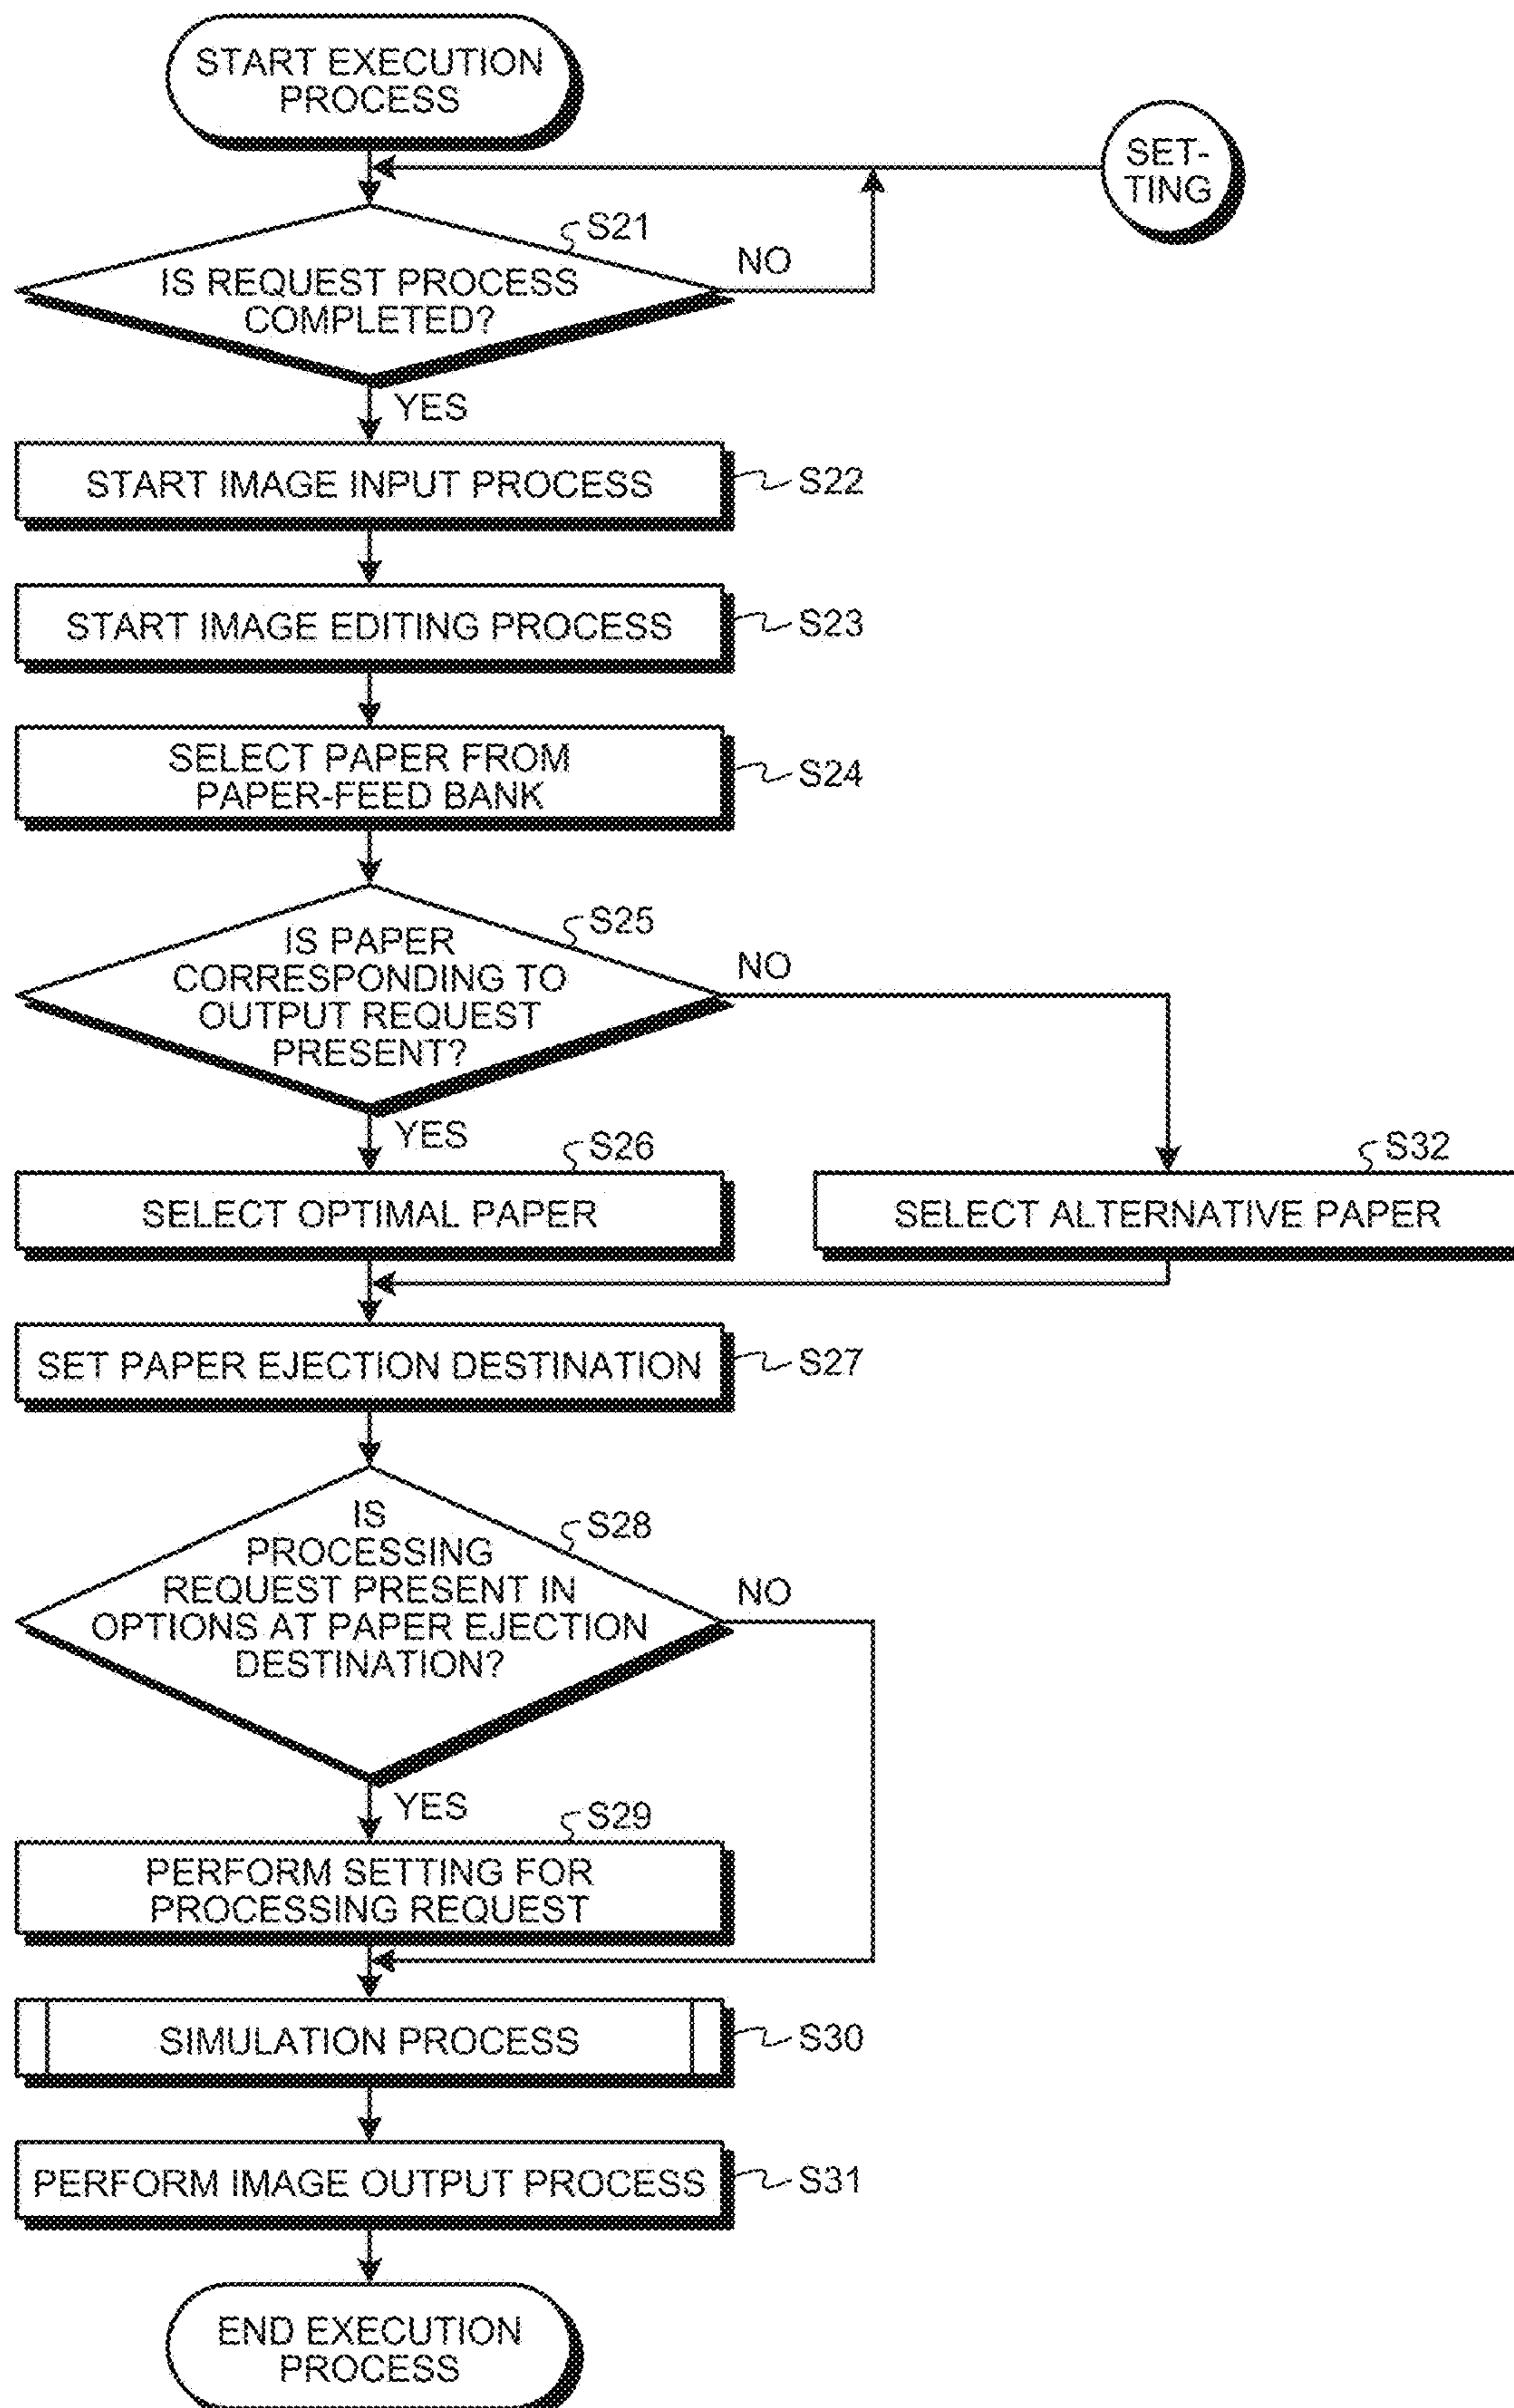 START EXECUTION
PROCESS
SET-
TING
S21
NO
IS REQUEST PROCESS
COMPLETED?
YES
START IMAGE INPUT PROCESS
S22
START IMAGE EDITING PROCESS
S23
SELECT PAPER FROM
PAPER-FEED BANK
S24
S25
IS PAPER
CORRESPONDING TO
OUTPUT REQUEST
PRESENT?
NO
YES
S26
S32
SELECT OPTIMAL PAPER
SELECT ALTERNATIVE PAPER
SET PAPER EJECTION DESTINATION
S27
IS
PROCESSING
REQUEST PRESENT IN
OPTIONS AT PAPER EJECTION
DESTINATION?
S28
NO
YES
S29
PERFORM SETTING FOR
PROCESSING REQUEST
SIMULATION PROCESS
S30
PERFORM IMAGE OUTPUT PROCESS
S31
END EXECUTION
PROCESS